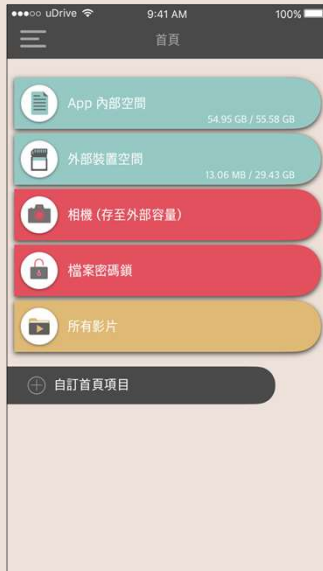 uDrive 9:41 AM 100%
首頁
App 內部空間
54.95 GB / 55.58 GB
外部裝置空間
13.06 MB / 29.43 GB
相機 (存至外部容量)
檔案密碼鎖
所有影片
自訂首頁項目